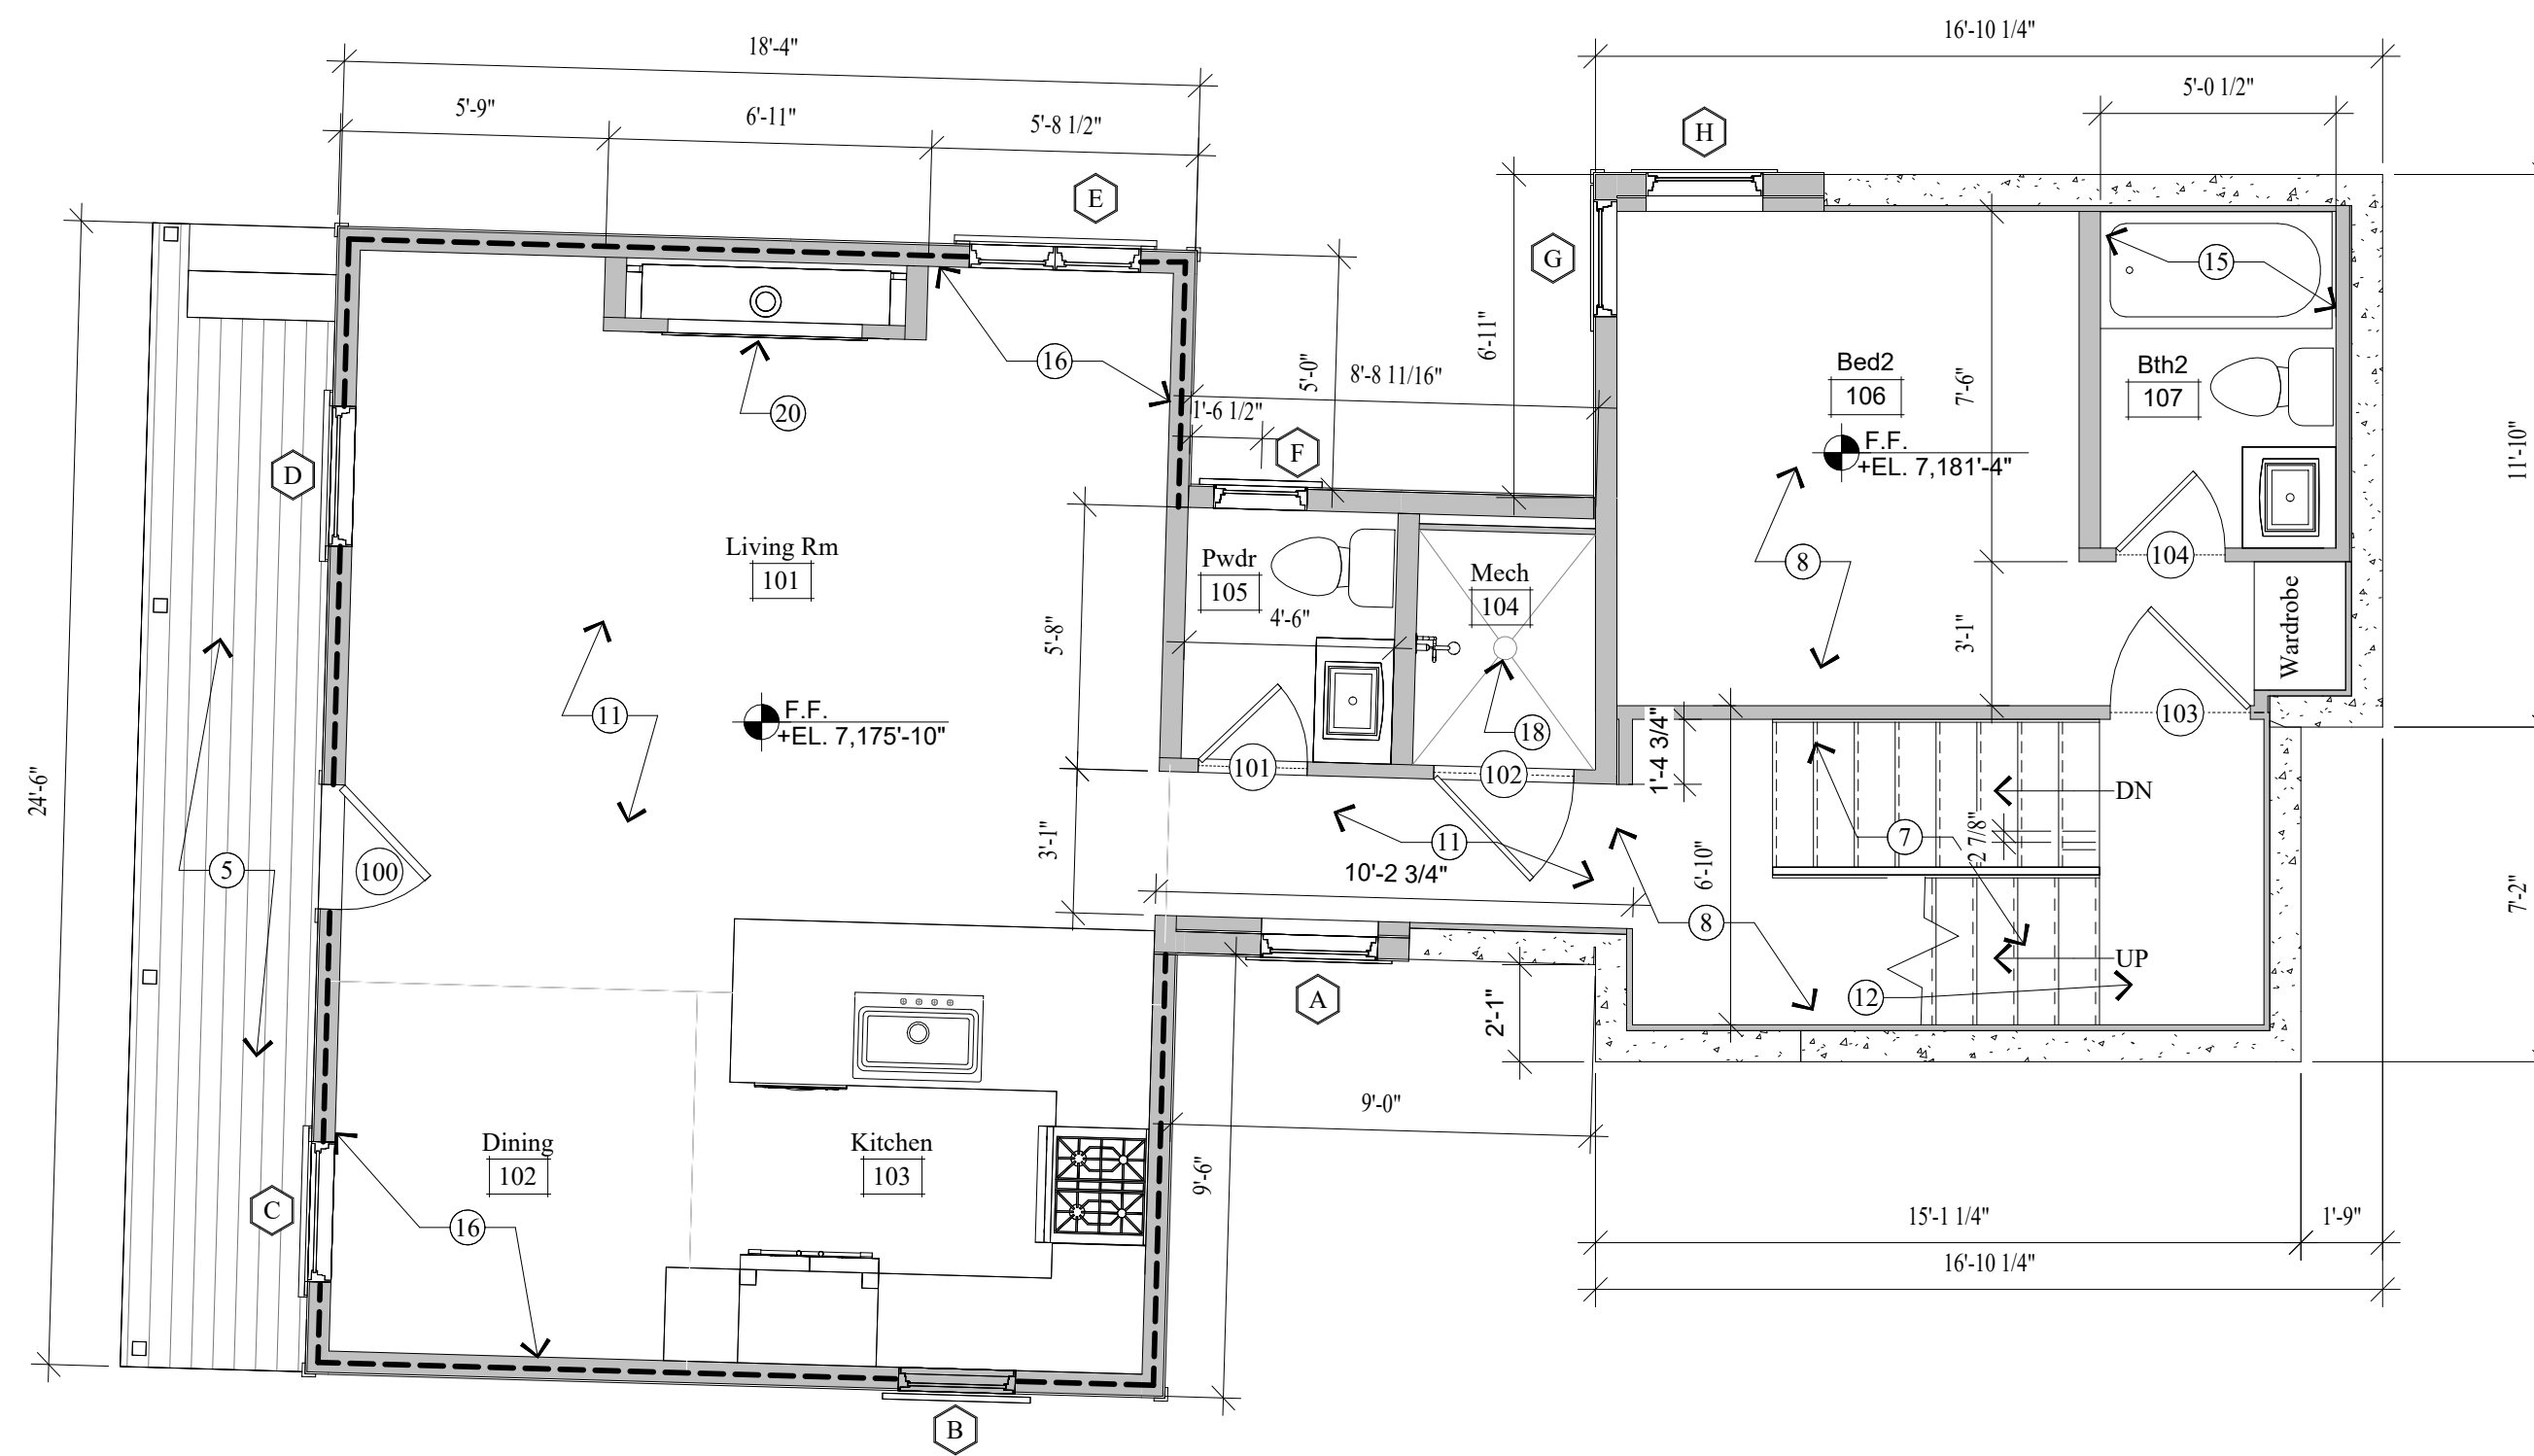 16'-10 1/4"
18'-4"
5'-0 1/2"
5'-9"
6'-11"
5'-8 1/2"
H
E
G
15
6'-11"
5'-0"
8'-8 11/16"
Bed2
106
7'-6"
Bth2
107
16
20
1'-6 1/2"
F
F.F.
+EL. 7,181'-4"
11'-10"
D
Living Rm
101
Pwdr
105
Mech
104
8
104
4'-6"
5'-8"
3'-1"
Wardrobe
11
F.F.
+EL. 7,175'-10"
18
103
101
102
1'-4 3/4"
DN
24'-6"
3'-1"
11
7
2 7/8"
5
100
10'-2 3/4"
6'-10"
8
7'-2"
UP
A
12
2'-1"
9'-0"
Dining
102
Kitchen
103
9'-6"
C
16
15'-1 1/4"
1'-9"
16'-10 1/4"
B